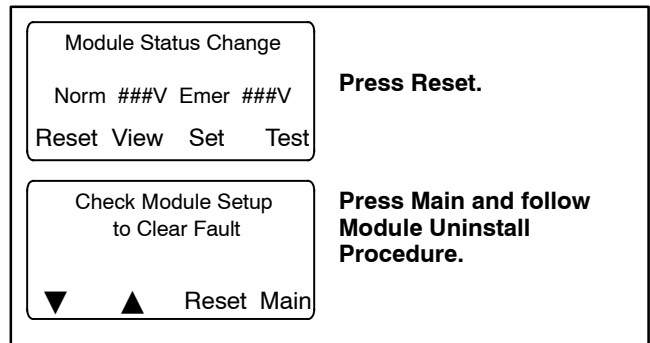 Module Status Change
Norm ###V Emer ###V
Reset View Set Test
Press Reset.
Check Module Setup
to Clear Fault
▼ ▲ Reset Main
Press Main and follow
Module Uninstall
Procedure.